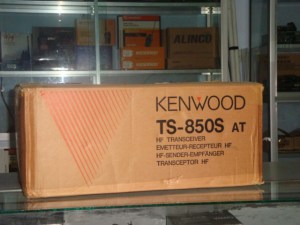 ALINCO
KENWOOD
TS-850S AT
HF TRANSCEIVER
EMETTEUR-RECEPTEUR HF
HF-SENDER-EMPFÄNGER
TRANSCEPTOR HF